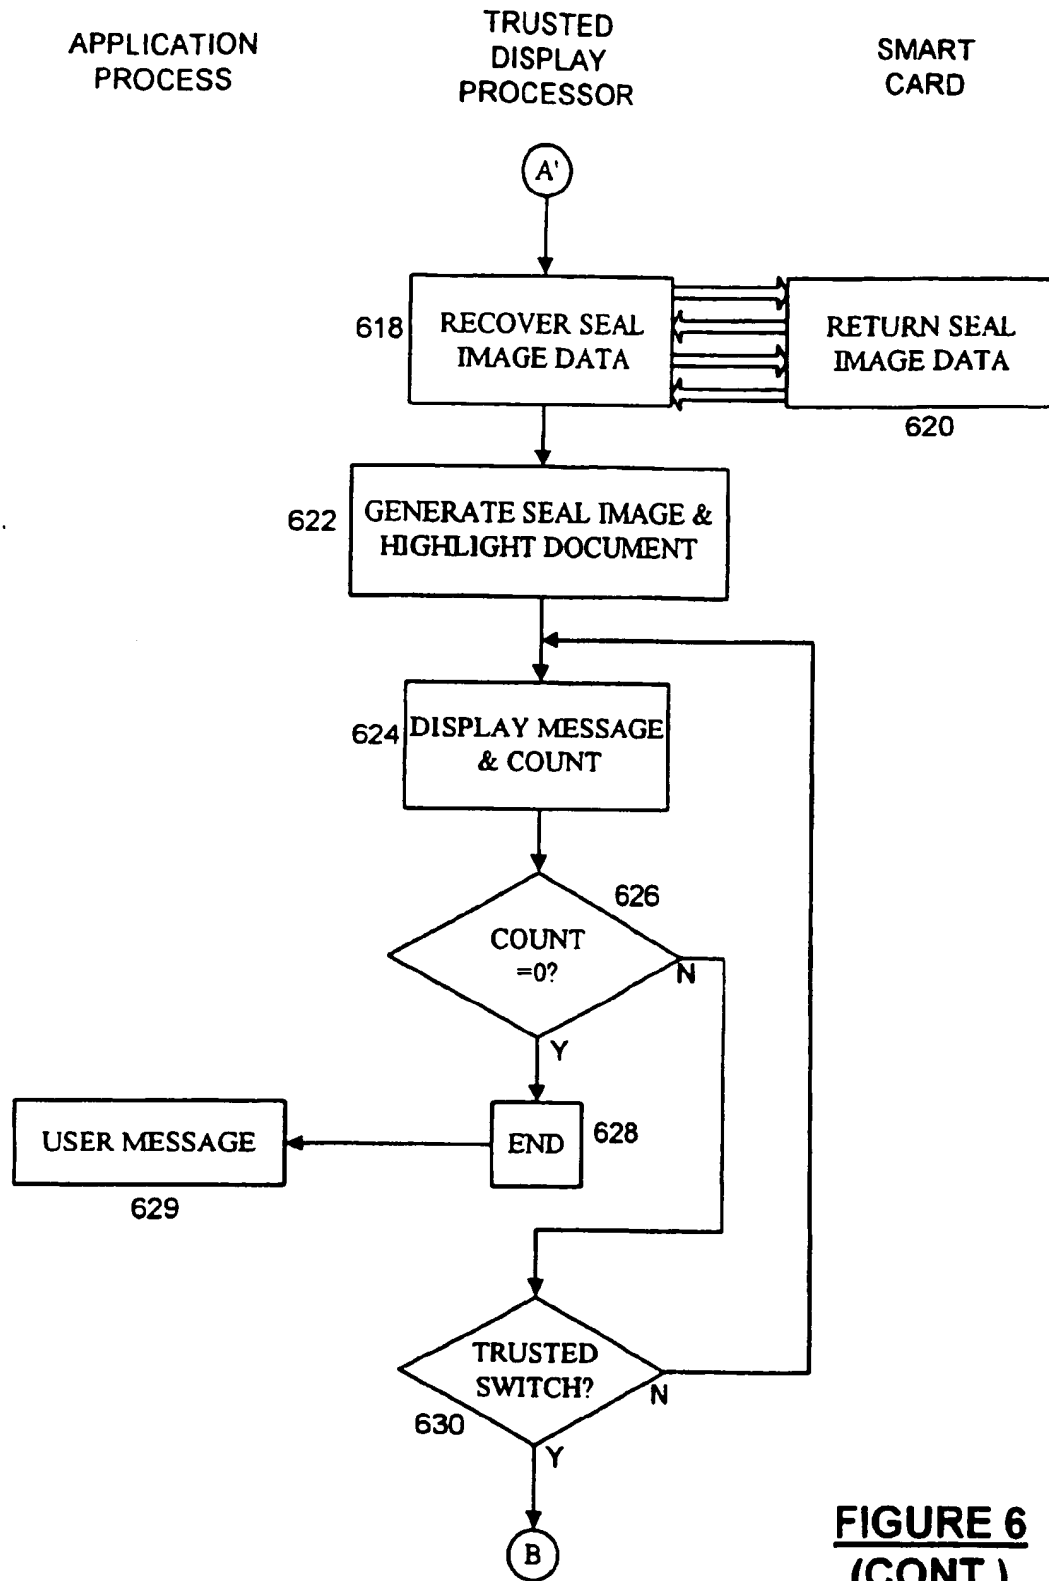 APPLICATION
PROCESS
TRUSTED
DISPLAY
PROCESSOR
SMART
CARD
A'
618
RECOVER SEAL
IMAGE DATA
RETURN SEAL
IMAGE DATA
620
622
GENERATE SEAL IMAGE &
HIGHLIGHT DOCUMENT
624
DISPLAY MESSAGE
& COUNT
626
COUNT
=0?
N
Y
USER MESSAGE
629
END
628
TRUSTED
SWITCH?
N
630
Y
B
FIGURE 6
(CONT.)